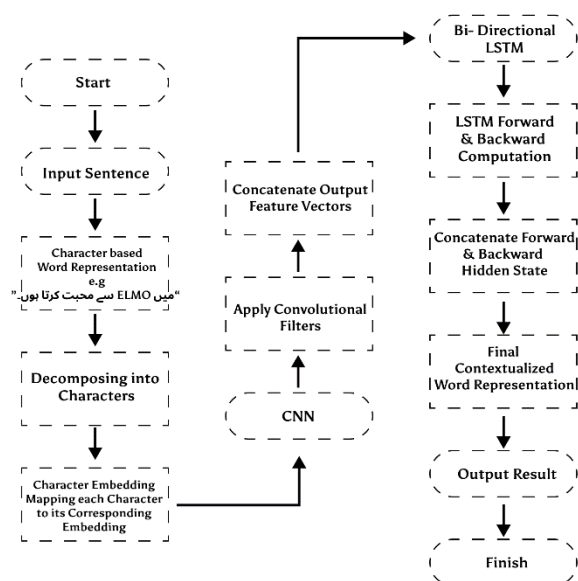 Start
Input Sentence
Character based
Word Representation
e.g
“میں ELMO سے محبت کرتا ہوں۔”
Decomposing into
Characters
Character Embedding
Mapping each Character
to its Corresponding
Embedding
CNN
Apply Convolutional
Filters
Concatenate Output
Feature Vectors
Bi- Directional
LSTM
LSTM Forward
& Backward
Computation
Concatenate Forward
& Backward
Hidden State
Final
Contextualized
Word Representation
Output Result
Finish